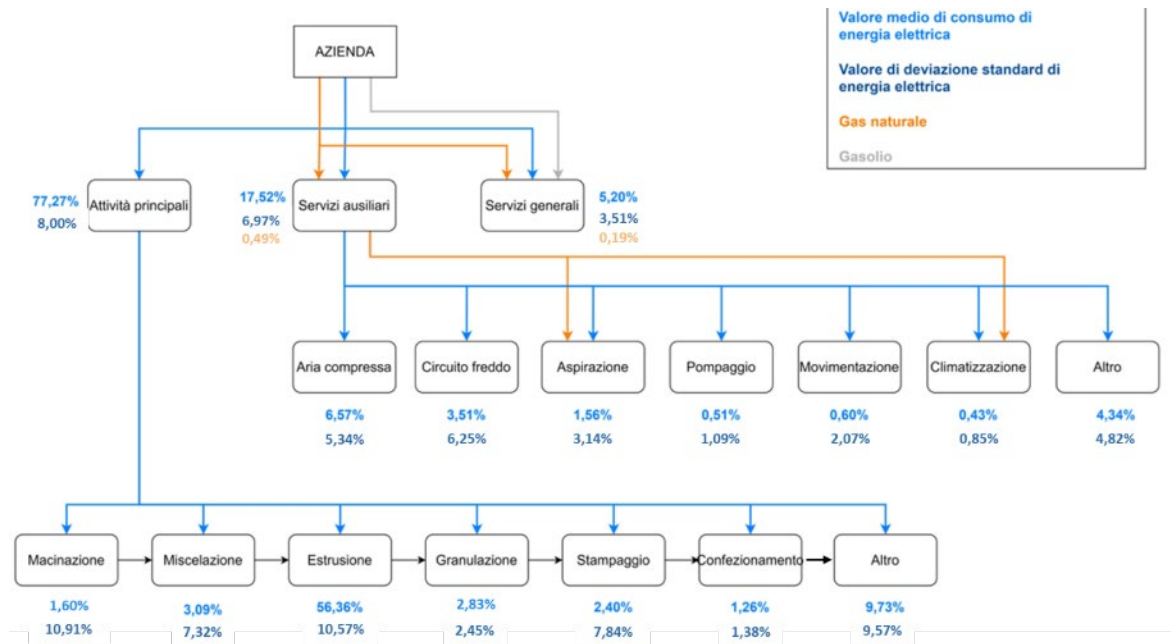 Valore medio di consumo di
energia elettrica
Valore di deviazione standard di
energia elettrica
Gas naturale
Gasolio
AZIENDA
77,27%
8,00%
Attività principali
17,52%
6,97%
0,49%
Servizi ausiliari
Servizi generali
5,20%
3,51%
0,19%
Aria compressa
Circuito freddo
Aspirazione
Pompaggio
Movimentazione
Climatizzazione
Altro
6,57%
3,51%
1,56%
0,51%
0,60%
0,43%
4,34%
5,34%
6,25%
3,14%
1,09%
2,07%
0,85%
4,82%
Macinazione
Miscelazione
Estrusione
Granulazione
Stampaggio
Confezionamento
Altro
1,60%
3,09%
56,36%
2,83%
2,40%
1,26%
9,73%
10,91%
7,32%
10,57%
2,45%
7,84%
1,38%
9,57%